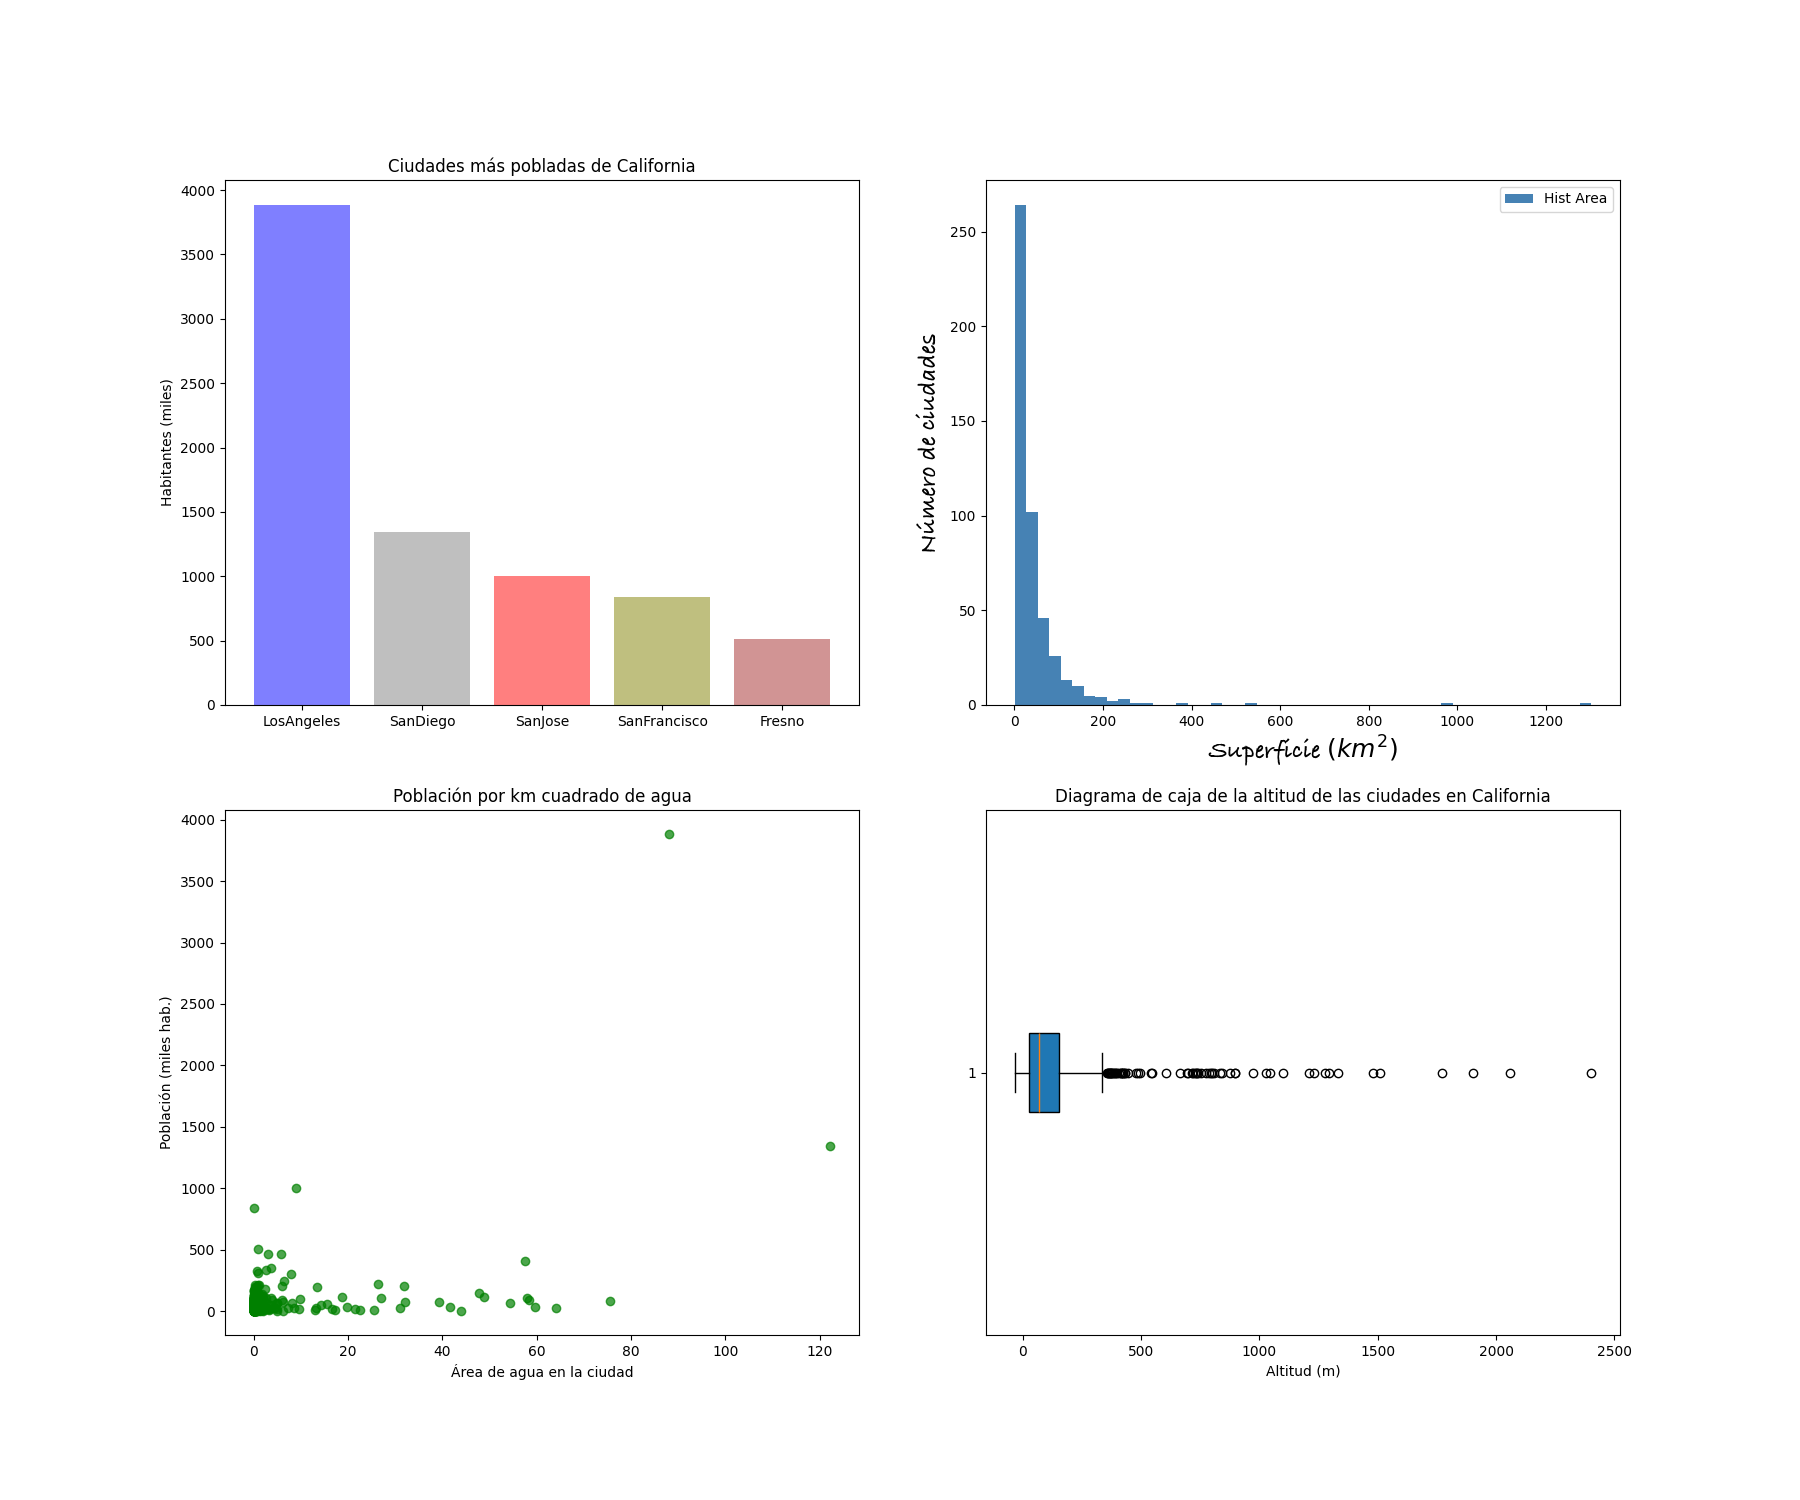 Ciudades más pobladas de California
4000
3500
3000
2500
2000
1500
1000
500
0
Habitantes (miles)
LosAngeles SanDiego SanJose SanFrancisco Fresno
Hist Area
250
200
150
100
50
0
Número de ciudades
0 200 400 600 800 1000 1200
Superficie (km²)
Población por km cuadrado de agua
4000
3500
3000
2500
2000
1500
1000
500
0
Población (miles hab.)
0 20 40 60 80 100 120
Área de agua en la ciudad
Diagrama de caja de la altitud de las ciudades en California
1
0 500 1000 1500 2000 2500
Altitud (m)